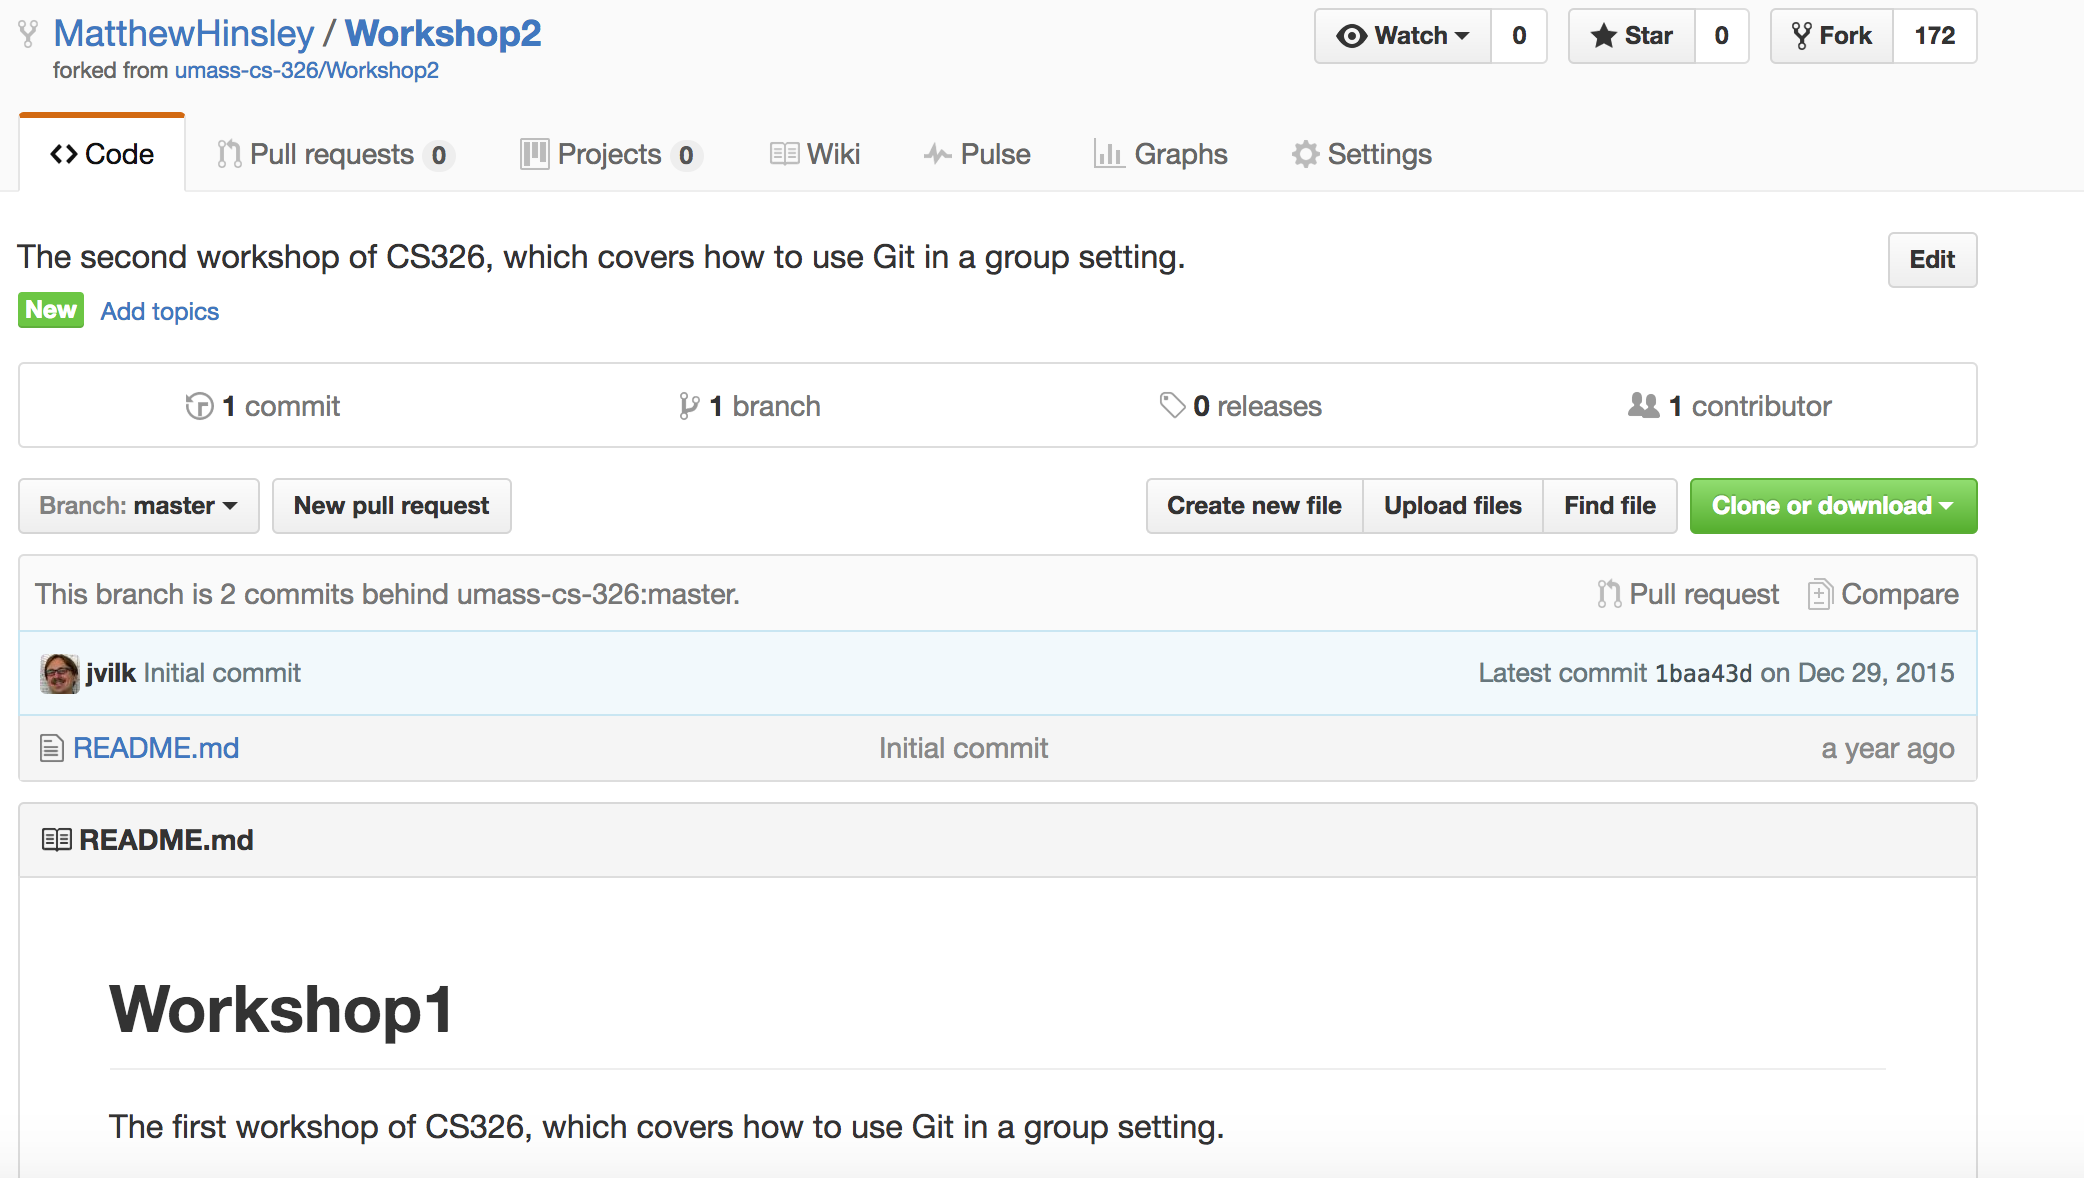 MatthewHinsley / Workshop2
Watch 0 Star 0 Fork 172
forked from umass-cs-326/Workshop2
Code Pull requests 0 Projects 0 Wiki Pulse Graphs Settings
The second workshop of CS326, which covers how to use Git in a group setting.
Edit
New Add topics
1 commit 1 branch 0 releases 1 contributor
Branch: master New pull request Create new file Upload files Find file Clone or download
This branch is 2 commits behind umass-cs-326:master. Pull request Compare
jvilk Initial commit Latest commit 1baa43d on Dec 29, 2015
README.md Initial commit a year ago
README.md
Workshop1
The first workshop of CS326, which covers how to use Git in a group setting.